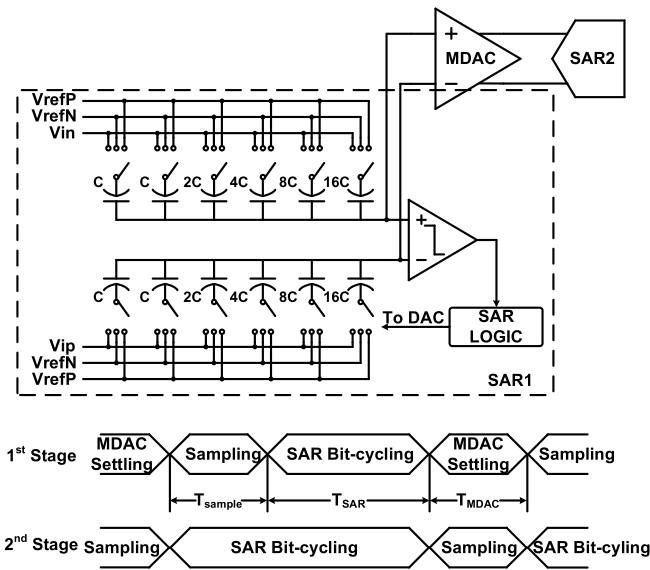 +
MDAC
−
SAR2
VrefP
VrefN
Vin
C C 2C 4C 8C 16C
+
−
C C 2C 4C 8C 16C
To DAC
SAR
LOGIC
Vip
VrefN
VrefP
SAR1
1st Stage
MDAC
Settling
Sampling
SAR Bit-cycling
MDAC
Settling
Sampling
Tsample
TSAR
TMDAC
2nd Stage
Sampling
SAR Bit-cycling
Sampling
SAR Bit-cyling